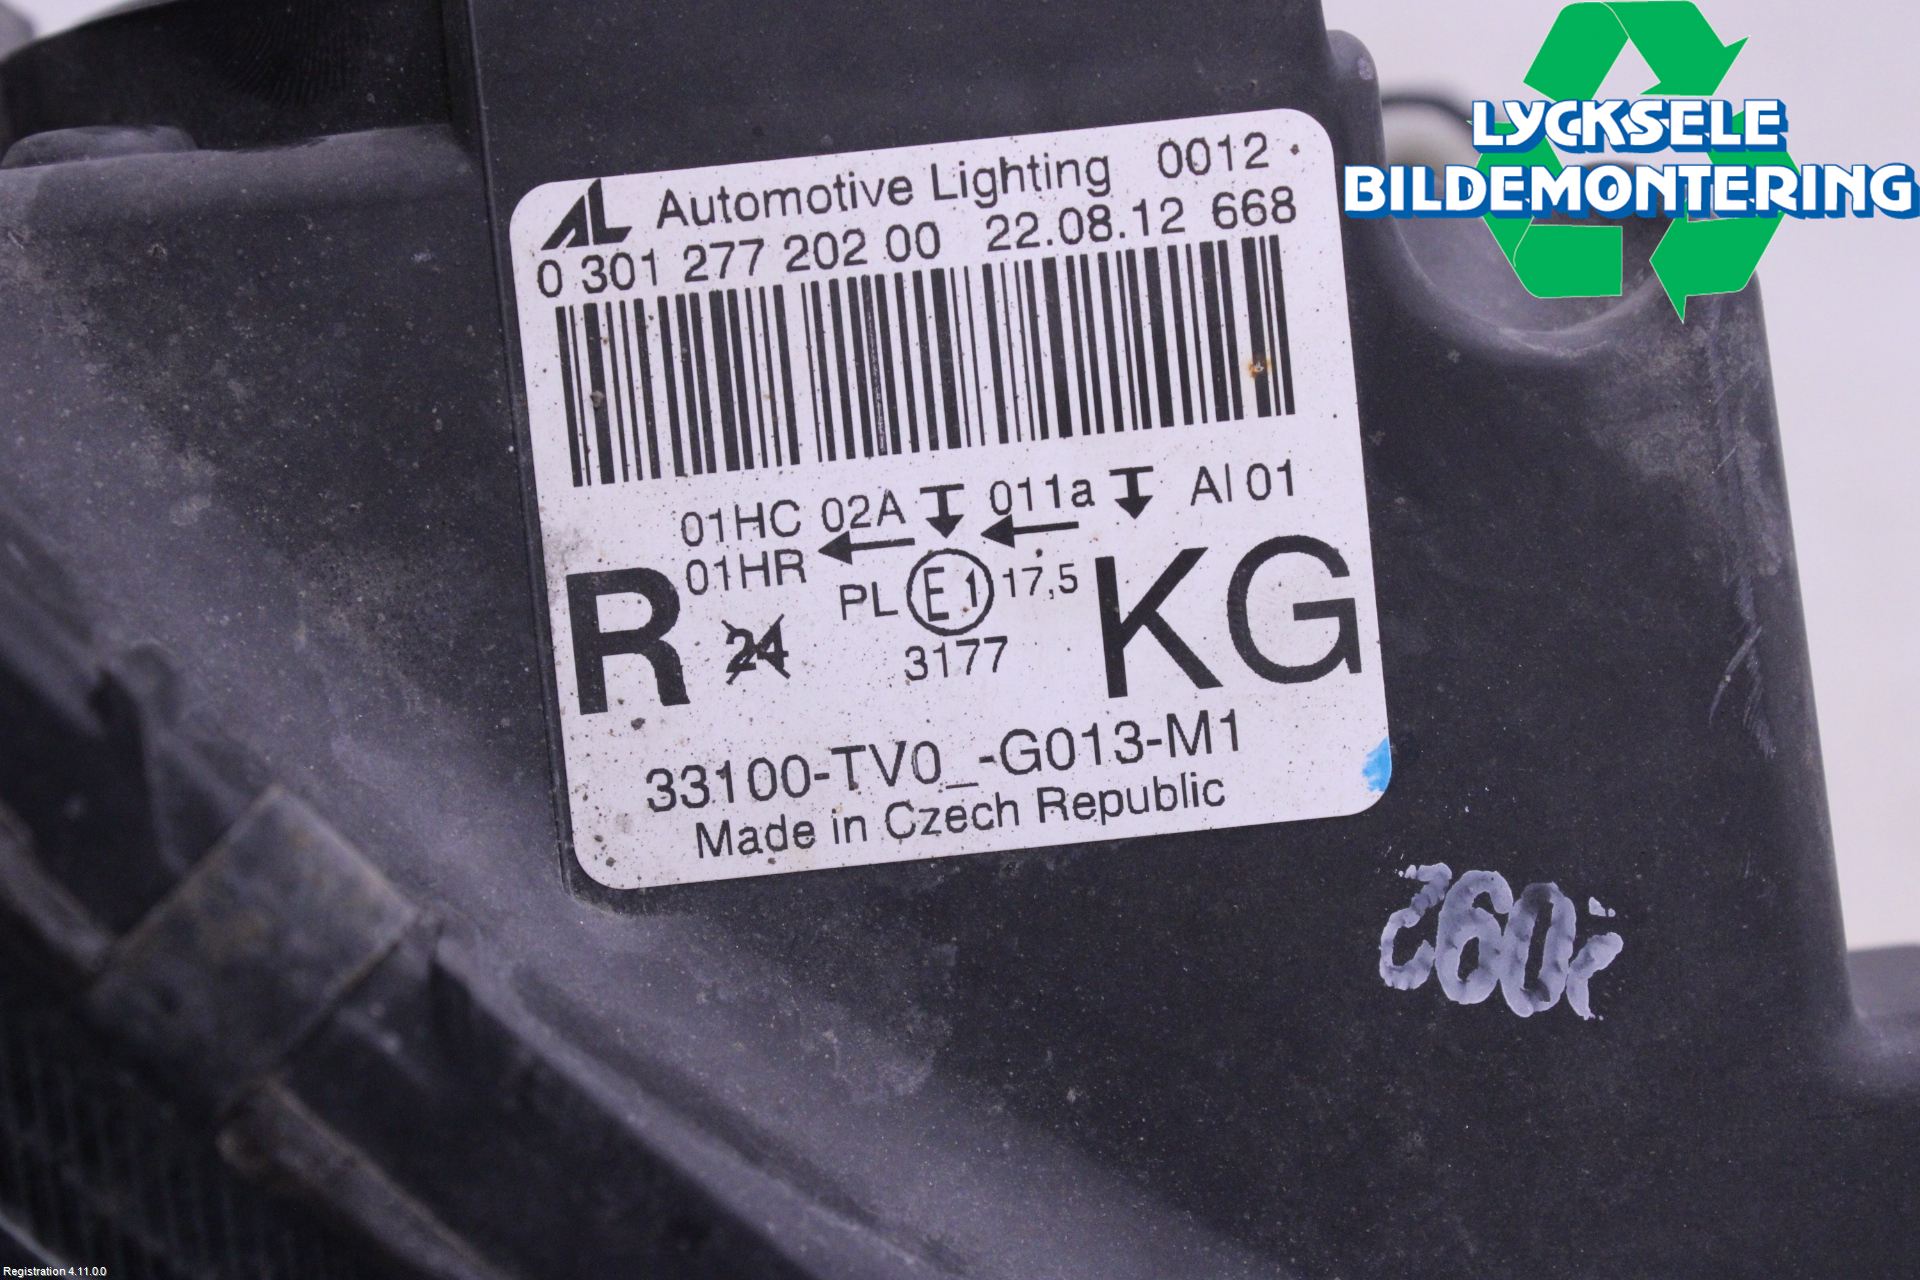 LYCKSELE
BILDEMONTERING
AL Automotive Lighting 0012
0 301 277 202 00 22.08.12 668
01HC 02A 011a AI 01
01HR
R 24 PL E1 17,5 KG
3177
33100-TV0_-G013-M1
Made in Czech Republic
Registration 4.11.0.0